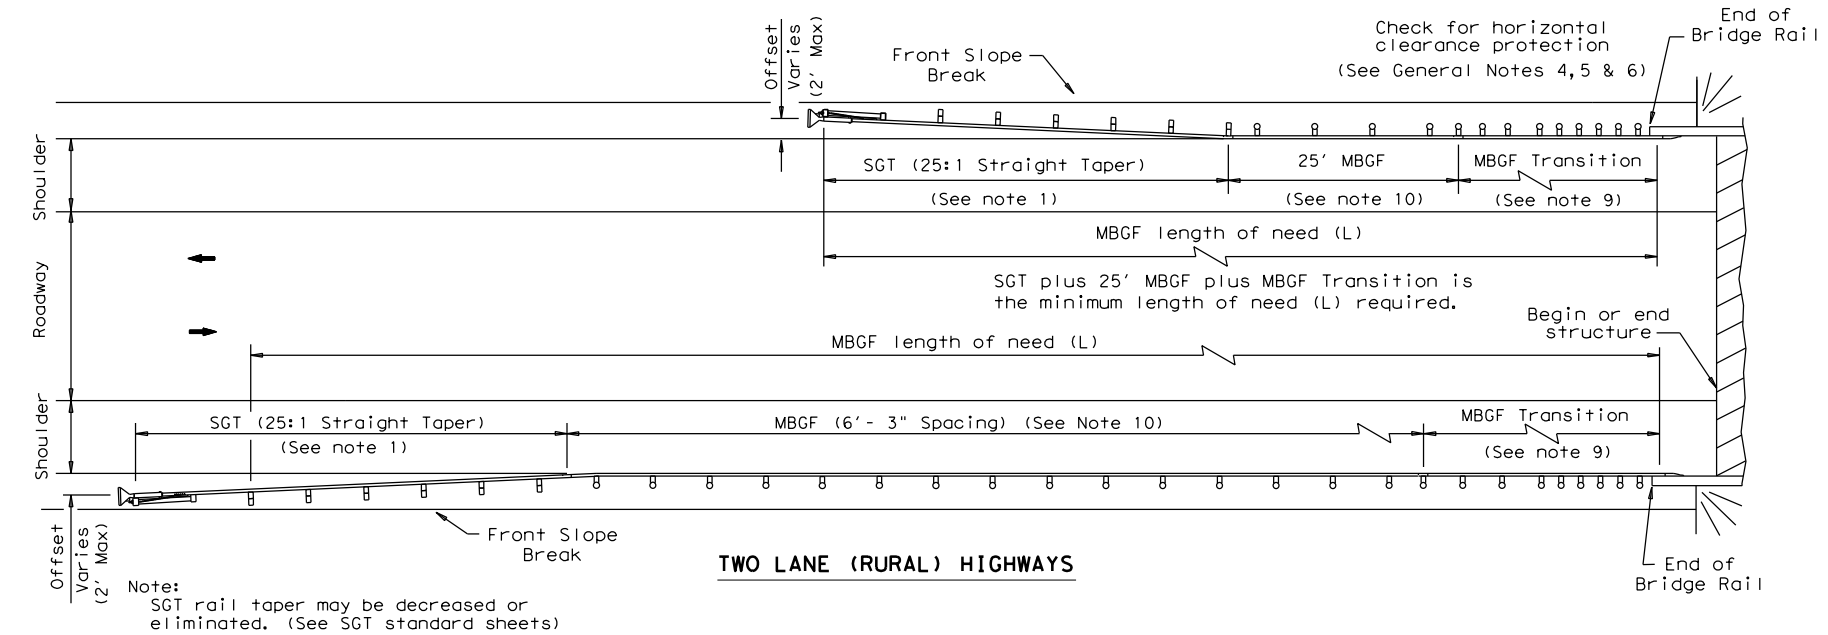 Offset
Varies
(2' Max)
Front Slope
Break
Check for horizontal
clearance protection
(See General Notes 4,5 & 6)
End of
Bridge Rail
Shoulder
SGT (25:1 Straight Taper)
(See note 1)
25' MBGF
(See note 10)
MBGF Transition
(See note 9)
MBGF length of need (L)
SGT plus 25' MBGF plus MBGF Transition is
the minimum length of need (L) required.
Roadway
Begin or end
structure
MBGF length of need (L)
Shoulder
SGT (25:1 Straight Taper)
(See note 1)
MBGF (6'- 3" Spacing) (See Note 10)
MBGF Transition
(See note 9)
Offset
Varies
(2' Max)
Front Slope
Break
TWO LANE (RURAL) HIGHWAYS
End of
Bridge Rail
Note:
SGT rail taper may be decreased or
eliminated. (See SGT standard sheets)